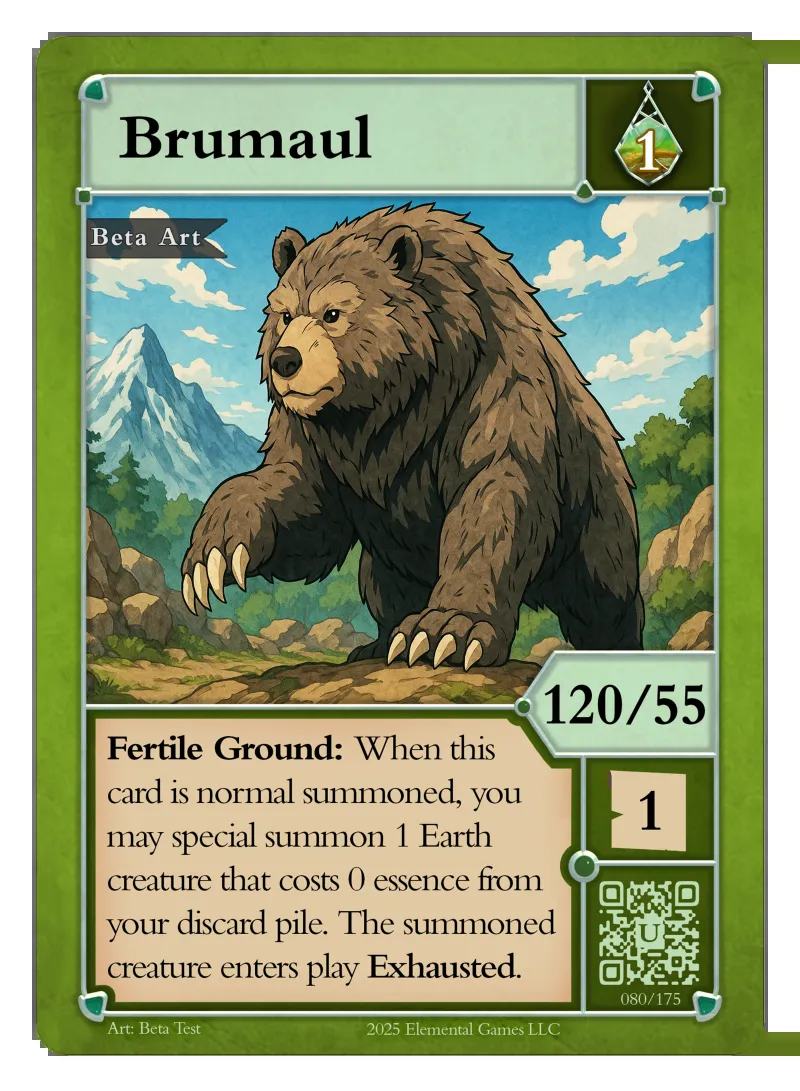 Brumaul
1
Beta Art
120/55
Fertile Ground: When this
card is normal summoned, you
may special summon 1 Earth
creature that costs 0 essence from
your discard pile. The summoned
creature enters play Exhausted.
1
U
080/175
Art: Beta Test
2025 Elemental Games LLC